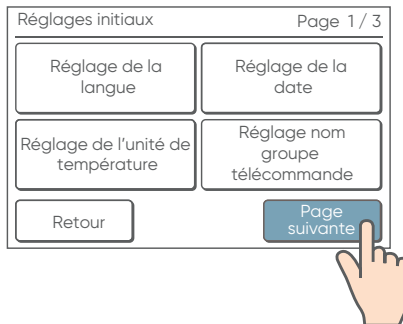 Réglages initiaux Page 1 / 3
Réglage de la
langue
Réglage de la
date
Réglage de l'unité de
température
Réglage nom
groupe
télécommande
Retour
Page
suivante